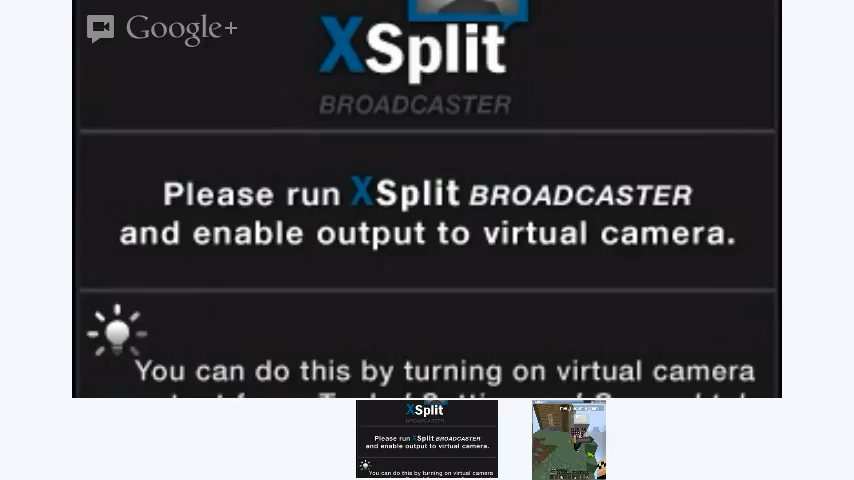 Google+
XSplit
BROADCASTER
Please run XSplit BROADCASTER
and enable output to virtual camera.
You can do this by turning on virtual camera
XSplit
BROADCASTER
Please run XSplit BROADCASTER
and enable output to virtual camera.
You can do this by turning on virtual camera